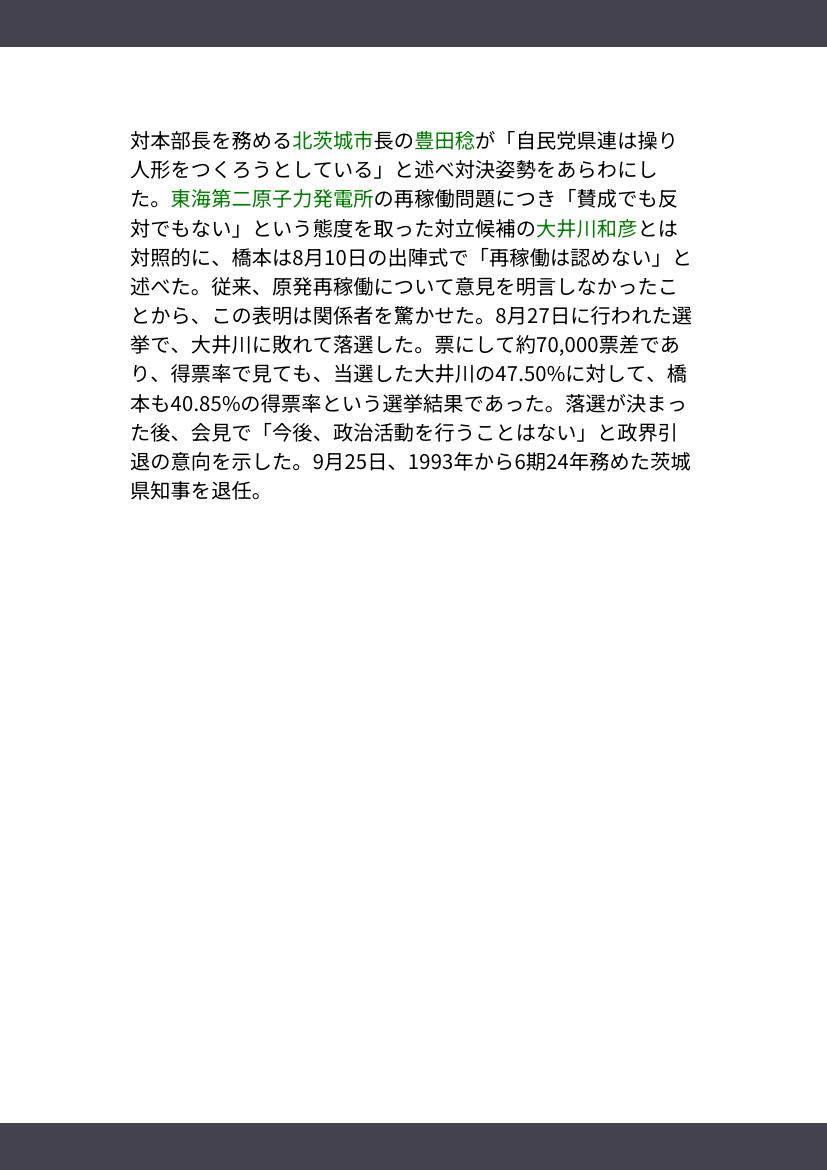 対本部長を務める北茨城市長の豊田稔が「自民党県連は操り
人形をつくろうとしている」と述べ対決姿勢をあらわにし
た。東海第二原子力発電所の再稼働問題につき「賛成でも反
対でもない」という態度を取った対立候補の大井川和彦とは
対照的に、橋本は8月10日の出陣式で「再稼働は認めない」と
述べた。従来、原発再稼働について意見を明言しなかったこ
とから、この表明は関係者を驚かせた。8月27日に行われた選
挙で、大井川に敗れて落選した。票にして約70,000票差であ
り、得票率で見ても、当選した大井川の47.50%に対して、橋
本も40.85%の得票率という選挙結果であった。落選が決まっ
た後、会見で「今後、政治活動を行うことはない」と政界引
退の意向を示した。9月25日、1993年から6期24年務めた茨城
県知事を退任。